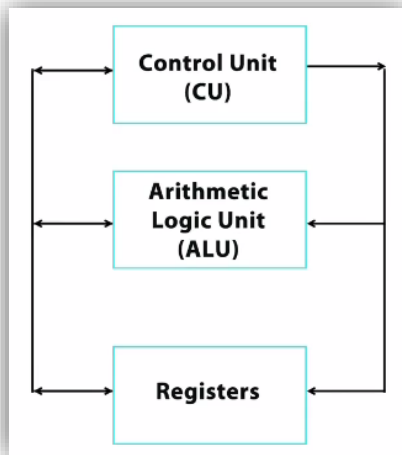 Control Unit
(CU)
Arithmetic
Logic Unit
(ALU)
Registers